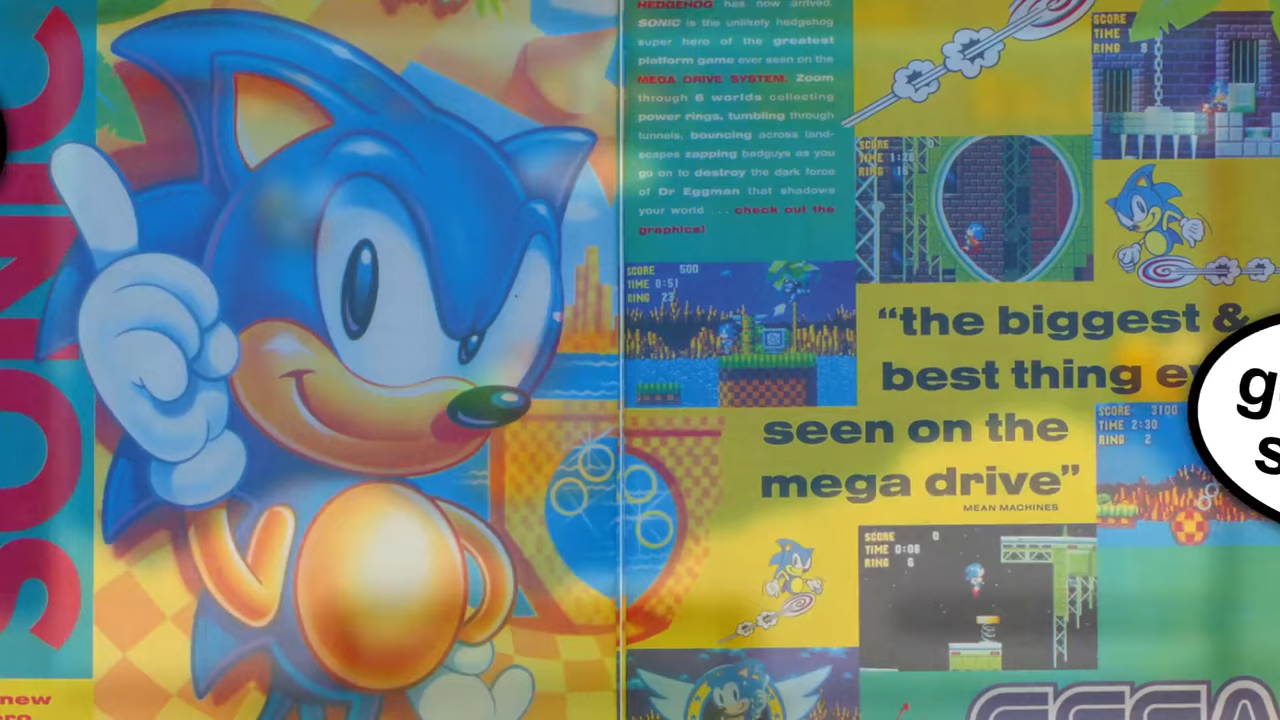 SONIC
new
HEDGEHOG has now arrived.
SONIC is the unlikely hedgehog
super hero of the greatest
platform game ever seen on the
MEGA DRIVE SYSTEM. Zoom
through 6 worlds collecting
power rings, tumbling through
tunnels, bouncing across land-
scapes zapping badguys as you
go on to destroy the dark force
of Dr Eggman that shadows
your world ... check out the
graphics!
SCORE 500
TIME 0:51
RING 23
SCORE
TIME
RING 8
SCORE 0
TIME 1:28
RING 16
"the biggest &
best thing
seen on the
mega drive"
MEAN MACHINES
SCORE 3100
TIME 2:30
RING 2
SCORE 0
TIME 0:08
RING 6
SEGA